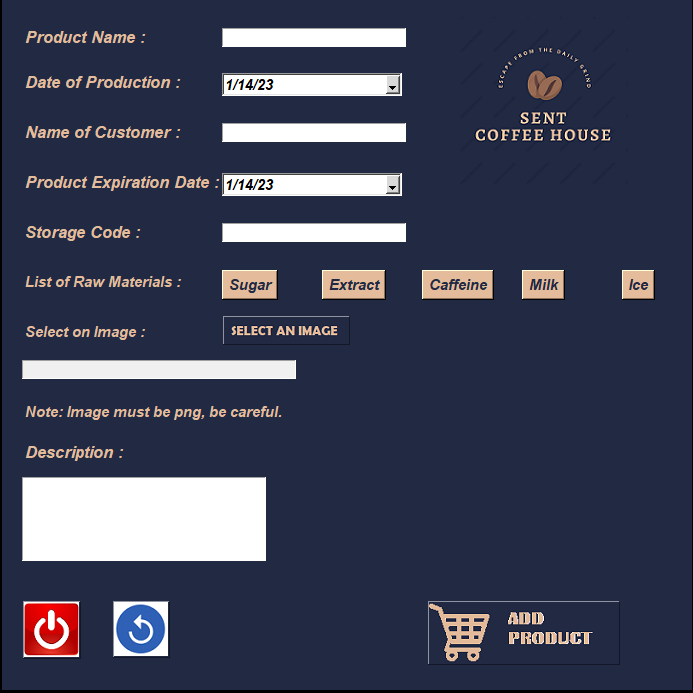 Product Name :
ESCAPE FROM THE DAILY GRIND
Date of Production :
1/14/23
SENT
COFFEE HOUSE
Name of Customer :
Product Expiration Date :
1/14/23
Storage Code :
List of Raw Materials :
Sugar
Extract
Caffeine
Milk
Ice
Select on Image :
SELECT AN IMAGE
Note: Image must be png, be careful.
Description :
ADD
PRODUCT